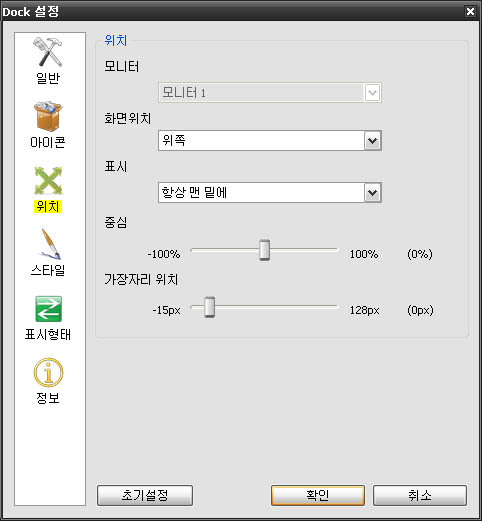 Dock 설정
일반
아이콘
위치
스타일
표시형태
정보
위치
모니터
모니터 1
화면위치
위쪽
표시
항상 맨 밑에
중심
-100% 100% (0%)
가장자리 위치
-15px 128px (0px)
초기설정 확인 취소